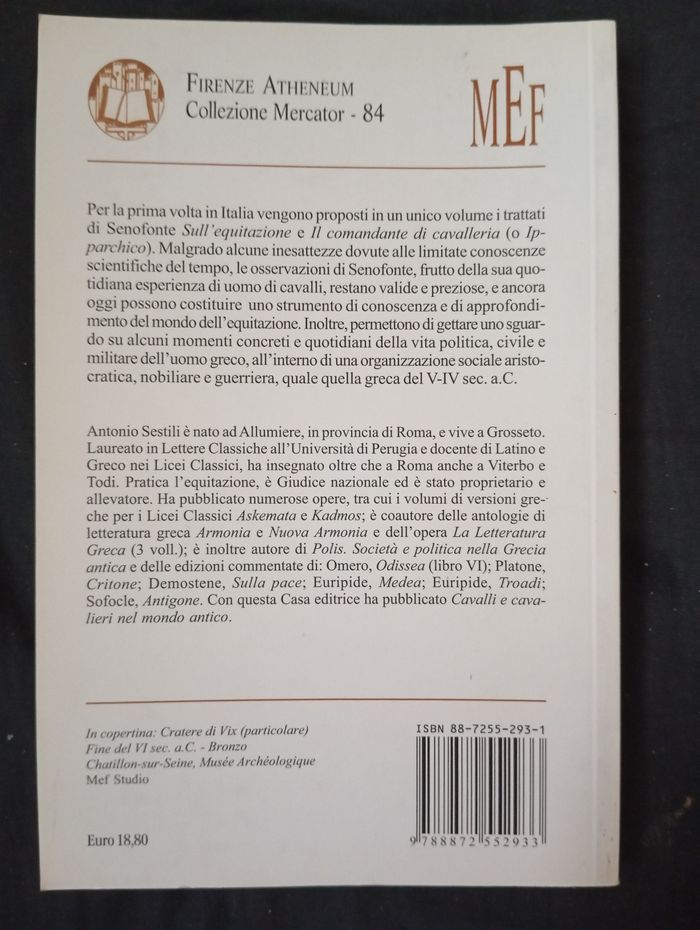 FIRENZE ATHENEUM
Collezione Mercator - 84
MEF
Per la prima volta in Italia vengono proposti in un unico volume i trattati
di Senofonte Sull'equitazione e Il comandante di cavalleria (o Ip-
parchico). Malgrado alcune inesattezze dovute alle limitate conoscenze
scientifiche del tempo, le osservazioni di Senofonte, frutto della sua quo-
tidiana esperienza di uomo di cavalli, restano valide e preziose, e ancora
oggi possono costituire uno strumento di conoscenza e di approfondi-
mento del mondo dell'equitazione. Inoltre, permettono di gettare uno sguar-
do su alcuni momenti concreti e quotidiani della vita politica, civile e
militare dell'uomo greco, all'interno di una organizzazione sociale aristo-
cratica, nobiliare e guerriera, quale quella greca del V-IV sec. a.C.
Antonio Sestili è nato ad Allumiere, in provincia di Roma, e vive a Grosseto.
Laureato in Lettere Classiche all'Università di Perugia e docente di Latino e
Greco nei Licei Classici, ha insegnato oltre che a Roma anche a Viterbo e
Todi. Pratica l'equitazione, è Giudice nazionale ed è stato proprietario e
allevatore. Ha pubblicato numerose opere, tra cui i volumi di versioni gre-
che per i Licei Classici Askemata e Kadmos; è coautore delle antologie di
letteratura greca Armonia e Nuova Armonia e dell'opera La Letteratura
Greca (3 voll.); è inoltre autore di Polis. Società e politica nella Grecia
antica e delle edizioni commentate di: Omero, Odissea (libro VI); Platone,
Critone; Demostene, Sulla pace; Euripide, Medea; Euripide, Troadi;
Sofocle, Antigone. Con questa Casa editrice ha pubblicato Cavalli e cava-
lieri nel mondo antico.
In copertina: Cratere di Vix (particolare)
Fine del VI sec. a.C. - Bronzo
Chatillon-sur-Seine, Musée Archéologique
Mef Studio
Euro 18,80
ISBN 88-7255-293-1
9 788872 552933